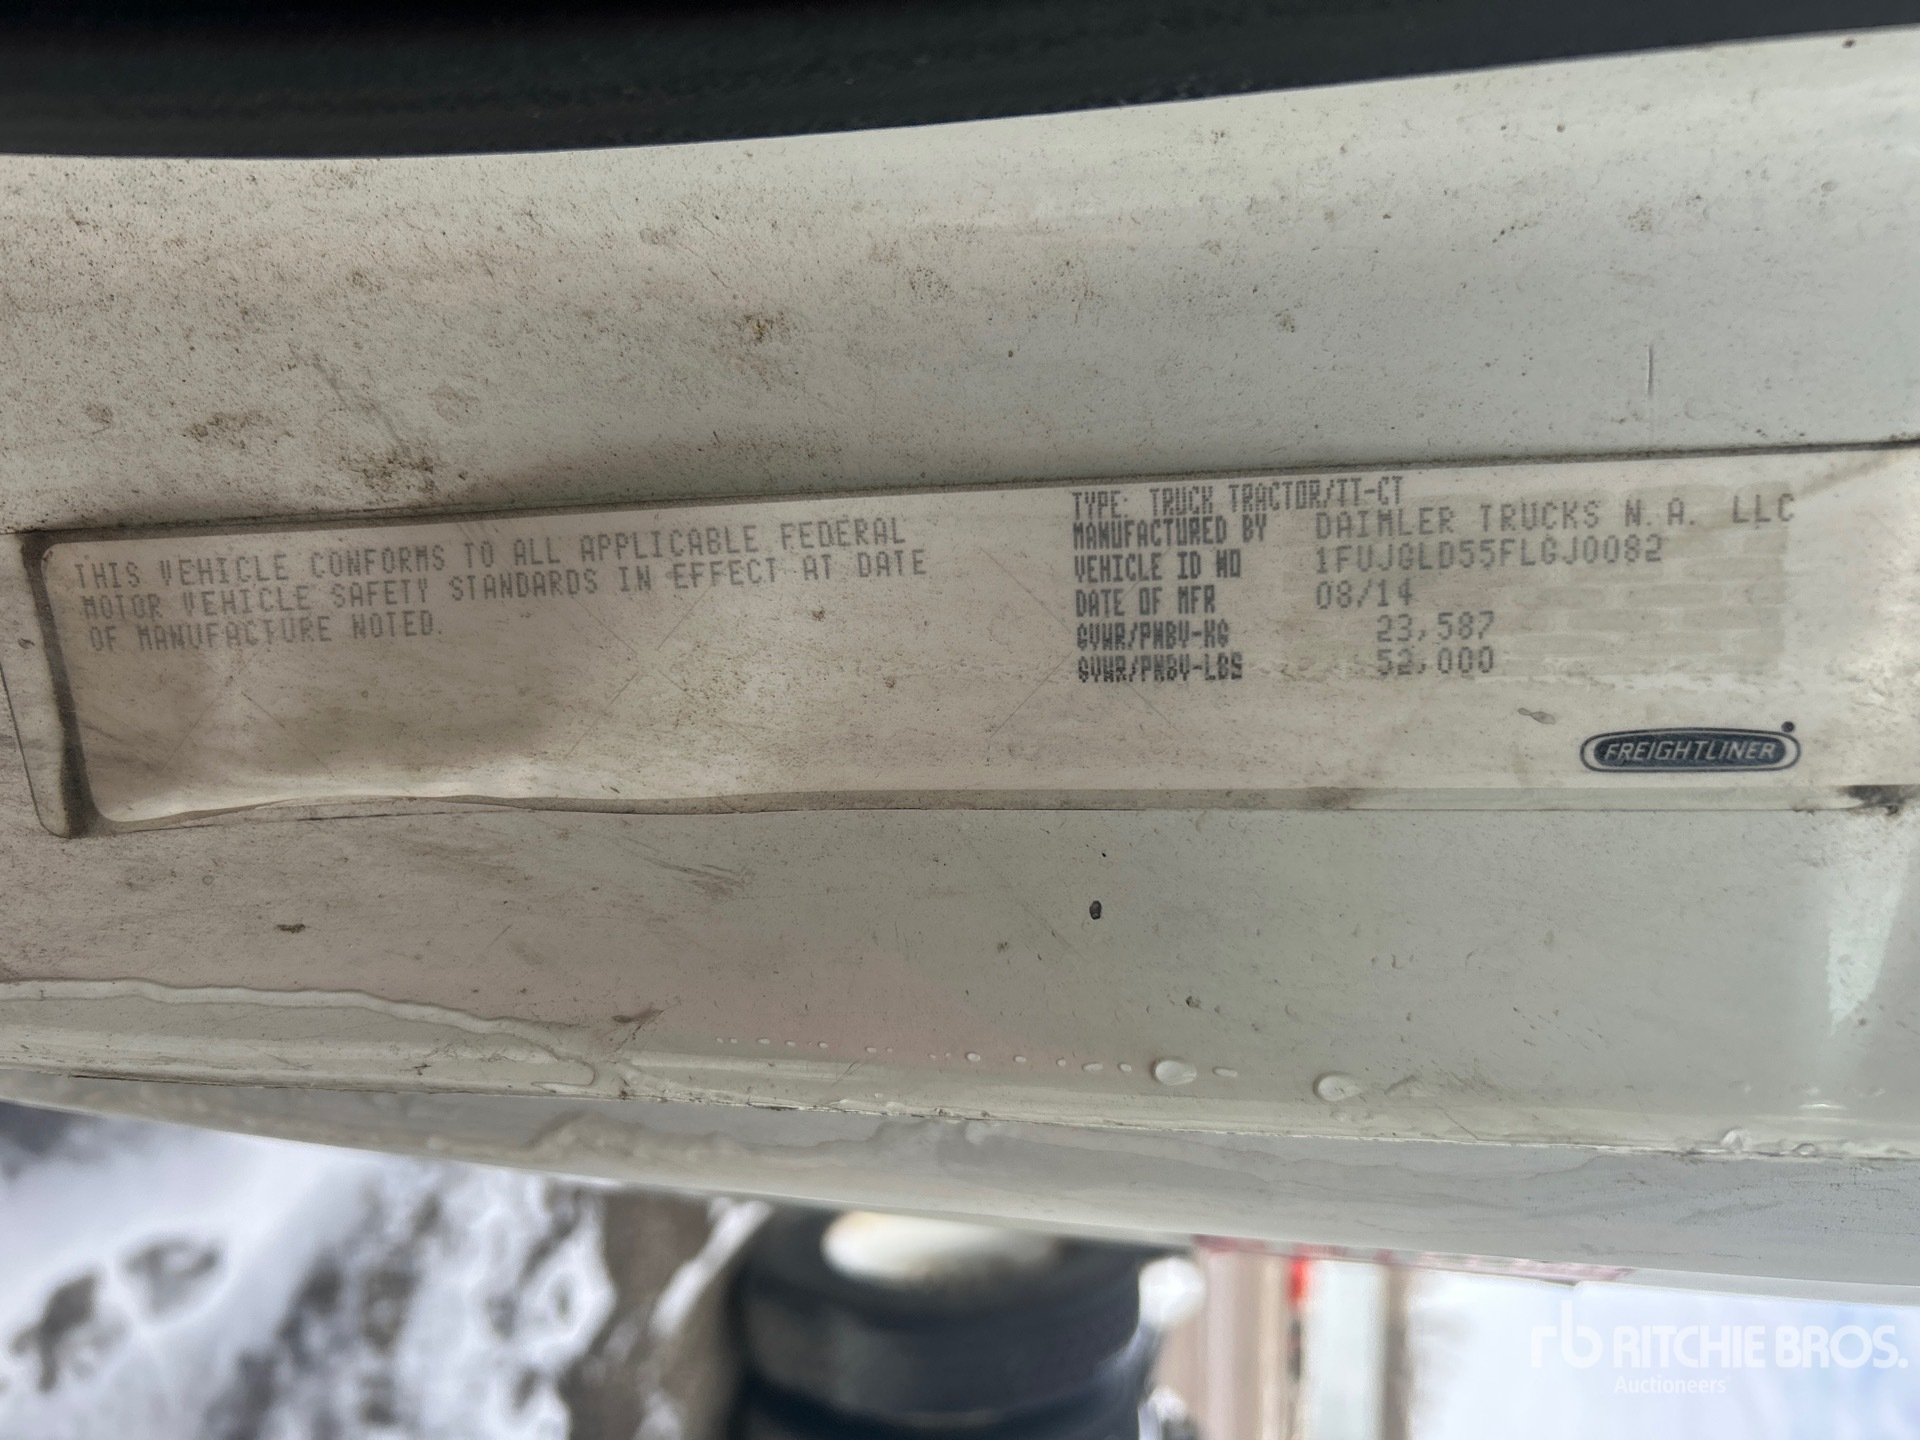 THIS VEHICLE CONFORMS TO ALL APPLICABLE FEDERAL
MOTOR VEHICLE SAFETY STANDARDS IN EFFECT AT DATE
OF MANUFACTURE NOTED.
TYPE: TRUCK TRACTOR/TT-CT
MANUFACTURED BY DAIMLER TRUCKS N.A. LLC
VEHICLE ID NO 1FUJGLD55FLGJ0082
DATE OF MFR 08/14
GVWR/PNBV-KG 23,587
GVWR/PNBV-LBS 52,000
FREIGHTLINER
rb RITCHIE BROS.
Auctioneers